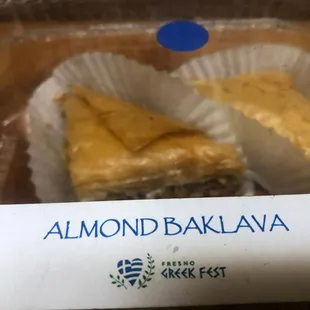 ALMOND BAKLAVA
FRESNO
GREEK FEST